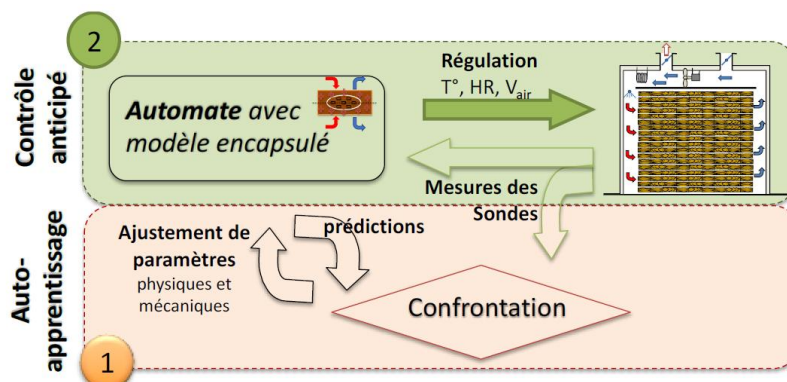 2
Contrôle
anticipé
Automate avec
modèle encapsulé
Régulation
T°, HR, Vair
Mesures des
Sondes
Auto-
apprentissage
Ajustement de
paramètres
physiques et
mécaniques
prédictions
Confrontation
1